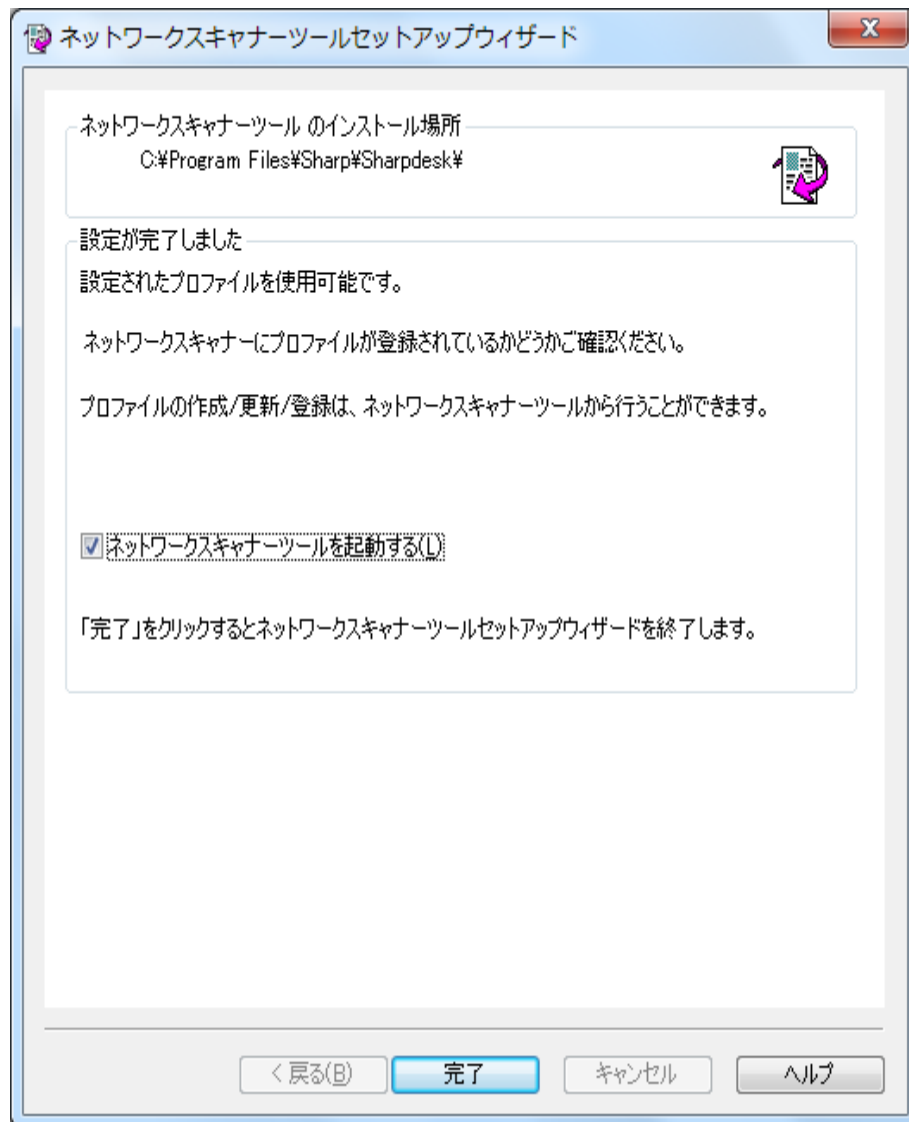 ネットワークスキャナーツールセットアップウィザード
ネットワークスキャナーツール のインストール場所
C:¥Program Files¥Sharp¥Sharpdesk¥
設定が完了しました
設定されたプロファイルを使用可能です。
ネットワークスキャナーにプロファイルが登録されているかどうかご確認ください。
プロファイルの作成/更新/登録は、ネットワークスキャナーツールから行うことができます。
ネットワークスキャナーツールを起動する(L)
「完了」をクリックするとネットワークスキャナーツールセットアップウィザードを終了します。
< 戻る(B)
完了
キャンセル
ヘルプ